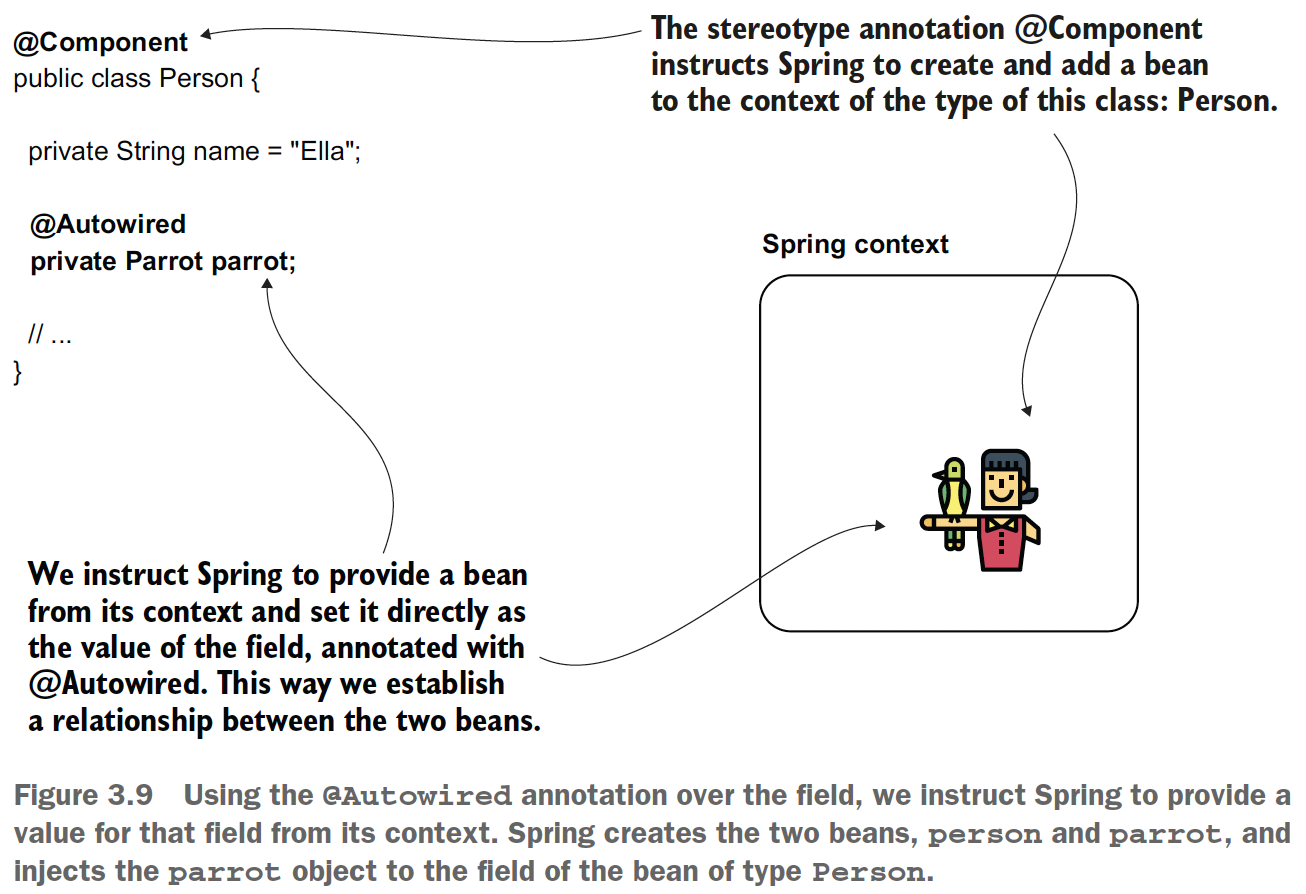 @Component
public class Person {
private String name = "Ella";
@Autowired
private Parrot parrot;
// ...
}
The stereotype annotation @Component
instructs Spring to create and add a bean
to the context of the type of this class: Person.
Spring context
We instruct Spring to provide a bean
from its context and set it directly as
the value of the field, annotated with
@Autowired. This way we establish
a relationship between the two beans.
Figure 3.9 Using the @Autowired annotation over the field, we instruct Spring to provide a
value for that field from its context. Spring creates the two beans, person and parrot, and
injects the parrot object to the field of the bean of type Person.